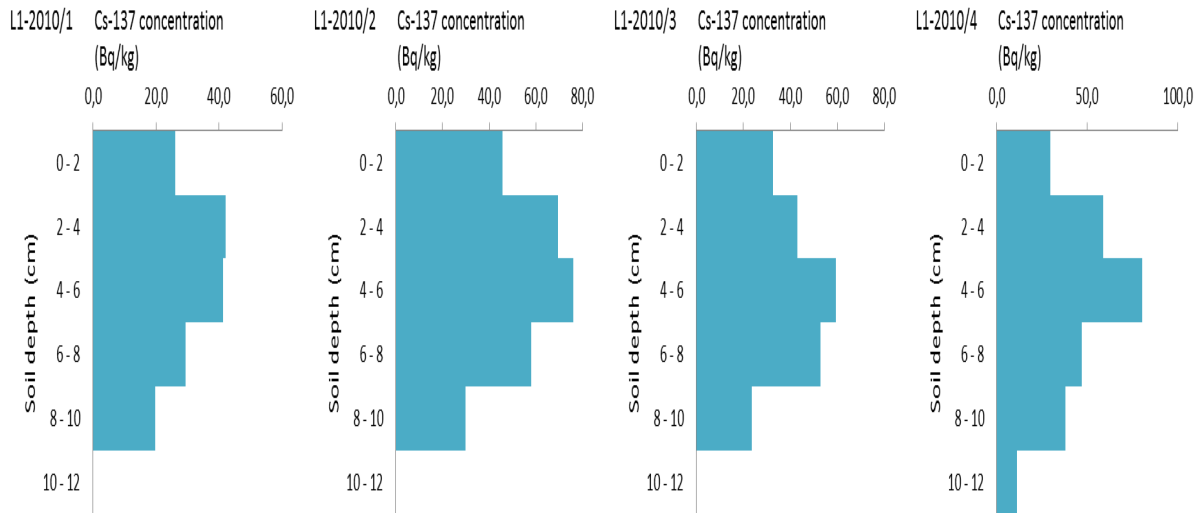 L1-2010/1 Cs-137 concentration
(Bq/kg)
0,0 20,0 40,0 60,0
Soil depth (cm)
0 - 2
2 - 4
4 - 6
6 - 8
8 - 10
10 - 12
L1-2010/2 Cs-137 concentration
(Bq/kg)
0,0 20,0 40,0 60,0 80,0
Soil depth (cm)
0 - 2
2 - 4
4 - 6
6 - 8
8 - 10
10 - 12
L1-2010/3 Cs-137 concentration
(Bq/kg)
0,0 20,0 40,0 60,0 80,0
Soil depth (cm)
0 - 2
2 - 4
4 - 6
6 - 8
8 - 10
10 - 12
L1-2010/4 Cs-137 concentration
(Bq/kg)
0,0 50,0 100,0
Soil depth (cm)
0 - 2
2 - 4
4 - 6
6 - 8
8 - 10
10 - 12